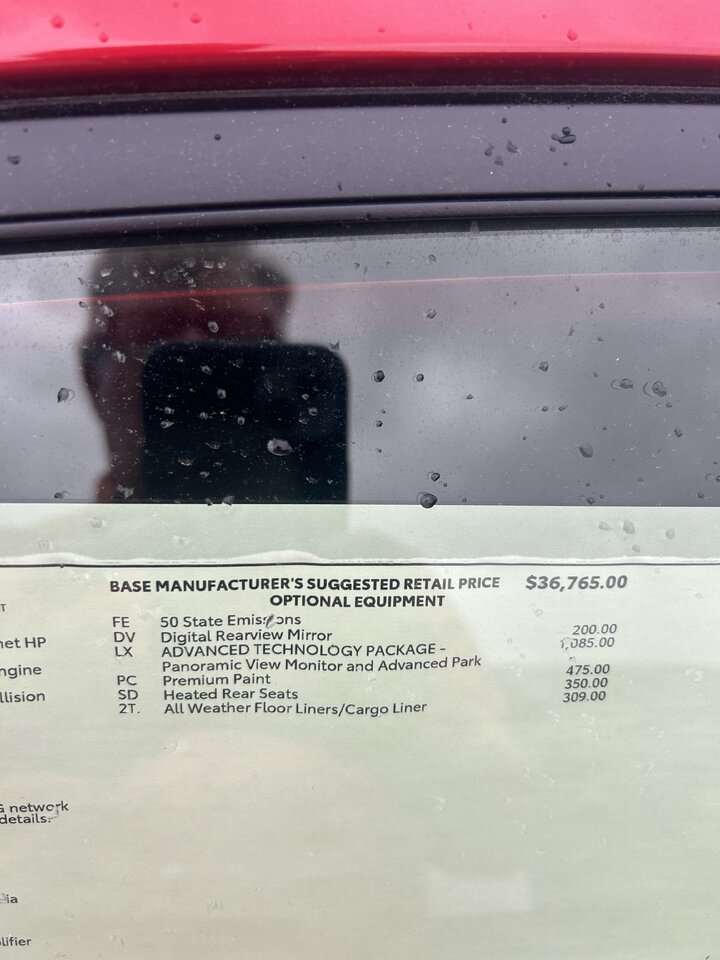 BASE MANUFACTURER'S SUGGESTED RETAIL PRICE $36,765.00
OPTIONAL EQUIPMENT
T
FE 50 State Emissions
DV Digital Rearview Mirror 200.00
net HP
LX ADVANCED TECHNOLOGY PACKAGE - 1,085.00
Panoramic View Monitor and Advanced Park
ngine
PC Premium Paint 475.00
SD Heated Rear Seats 350.00
llision
2T. All Weather Floor Liners/Cargo Liner 309.00
G network
details.
ia
lifier